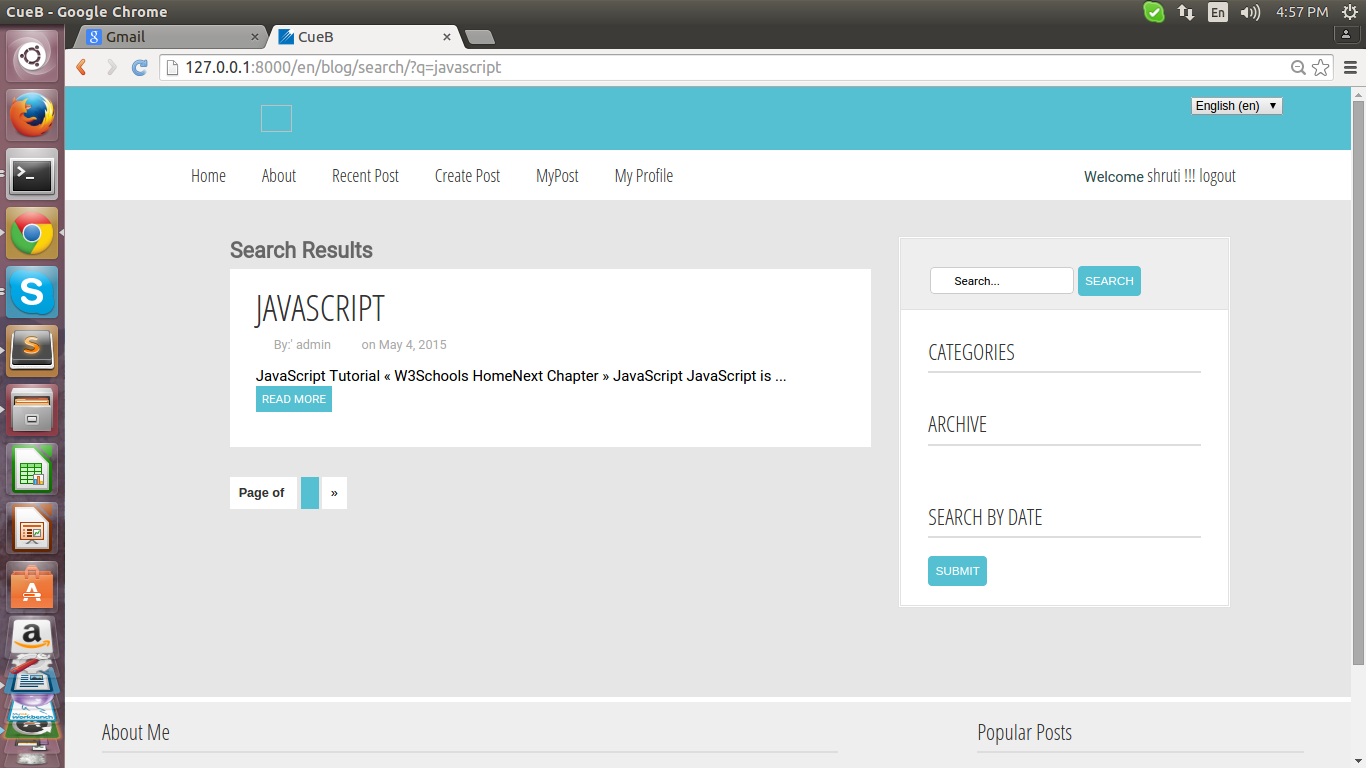 CueB - Google Chrome
En
4:57 PM
Gmail
CueB
127.0.0.1:8000/en/blog/search/?q=javascript
English (en)
Home About Recent Post Create Post MyPost My Profile
Welcome shruti !!! logout
Search Results
JAVASCRIPT
By:' admin on May 4, 2015
JavaScript Tutorial « W3Schools HomeNext Chapter » JavaScript JavaScript is ...
READ MORE
Page of »
Search... SEARCH
CATEGORIES
ARCHIVE
SEARCH BY DATE
SUBMIT
About Me
Popular Posts
Workbench